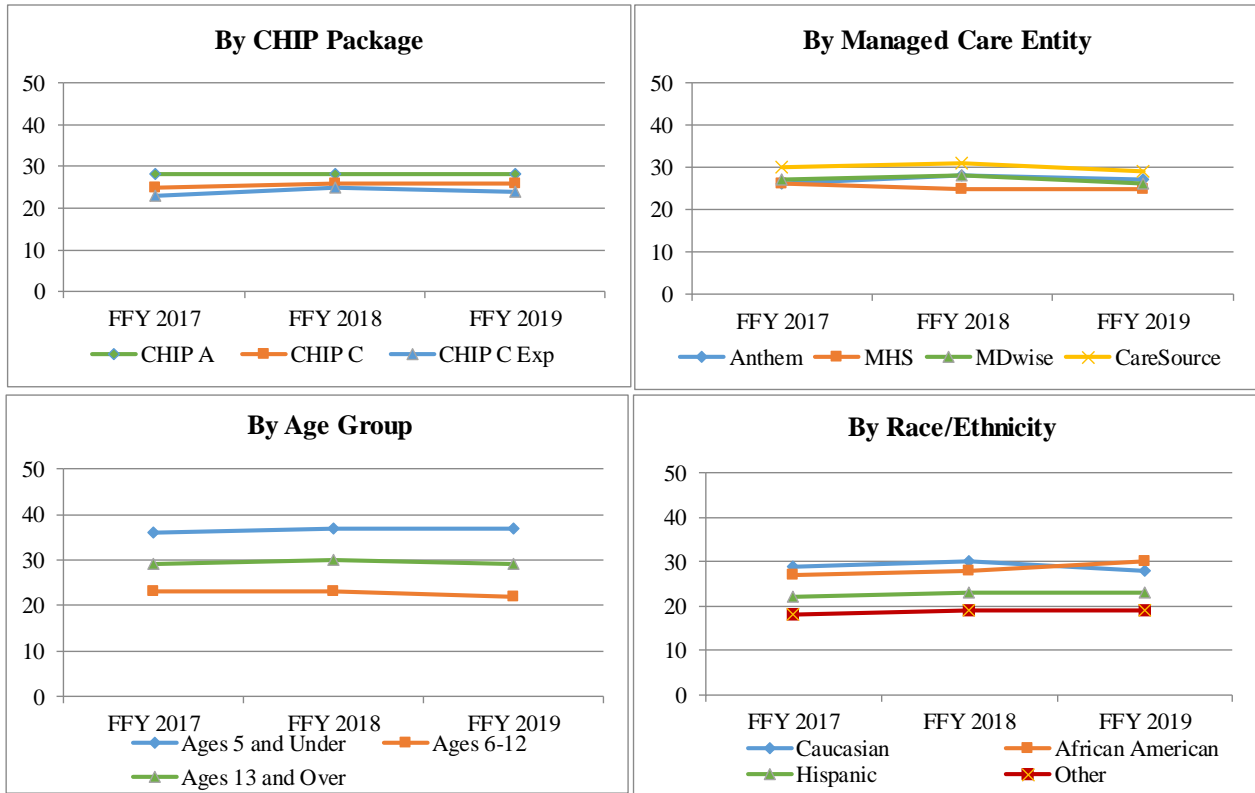 By CHIP Package
50
40
30
20
10
0
FFY 2017 FFY 2018 FFY 2019
CHIP A CHIP C CHIP C Exp
By Managed Care Entity
50
40
30
20
10
0
FFY 2017 FFY 2018 FFY 2019
Anthem MHS MDwise CareSource
By Age Group
50
40
30
20
10
0
FFY 2017 FFY 2018 FFY 2019
Ages 5 and Under Ages 6-12
Ages 13 and Over
By Race/Ethnicity
50
40
30
20
10
0
FFY 2017 FFY 2018 FFY 2019
Caucasian African American
Hispanic Other